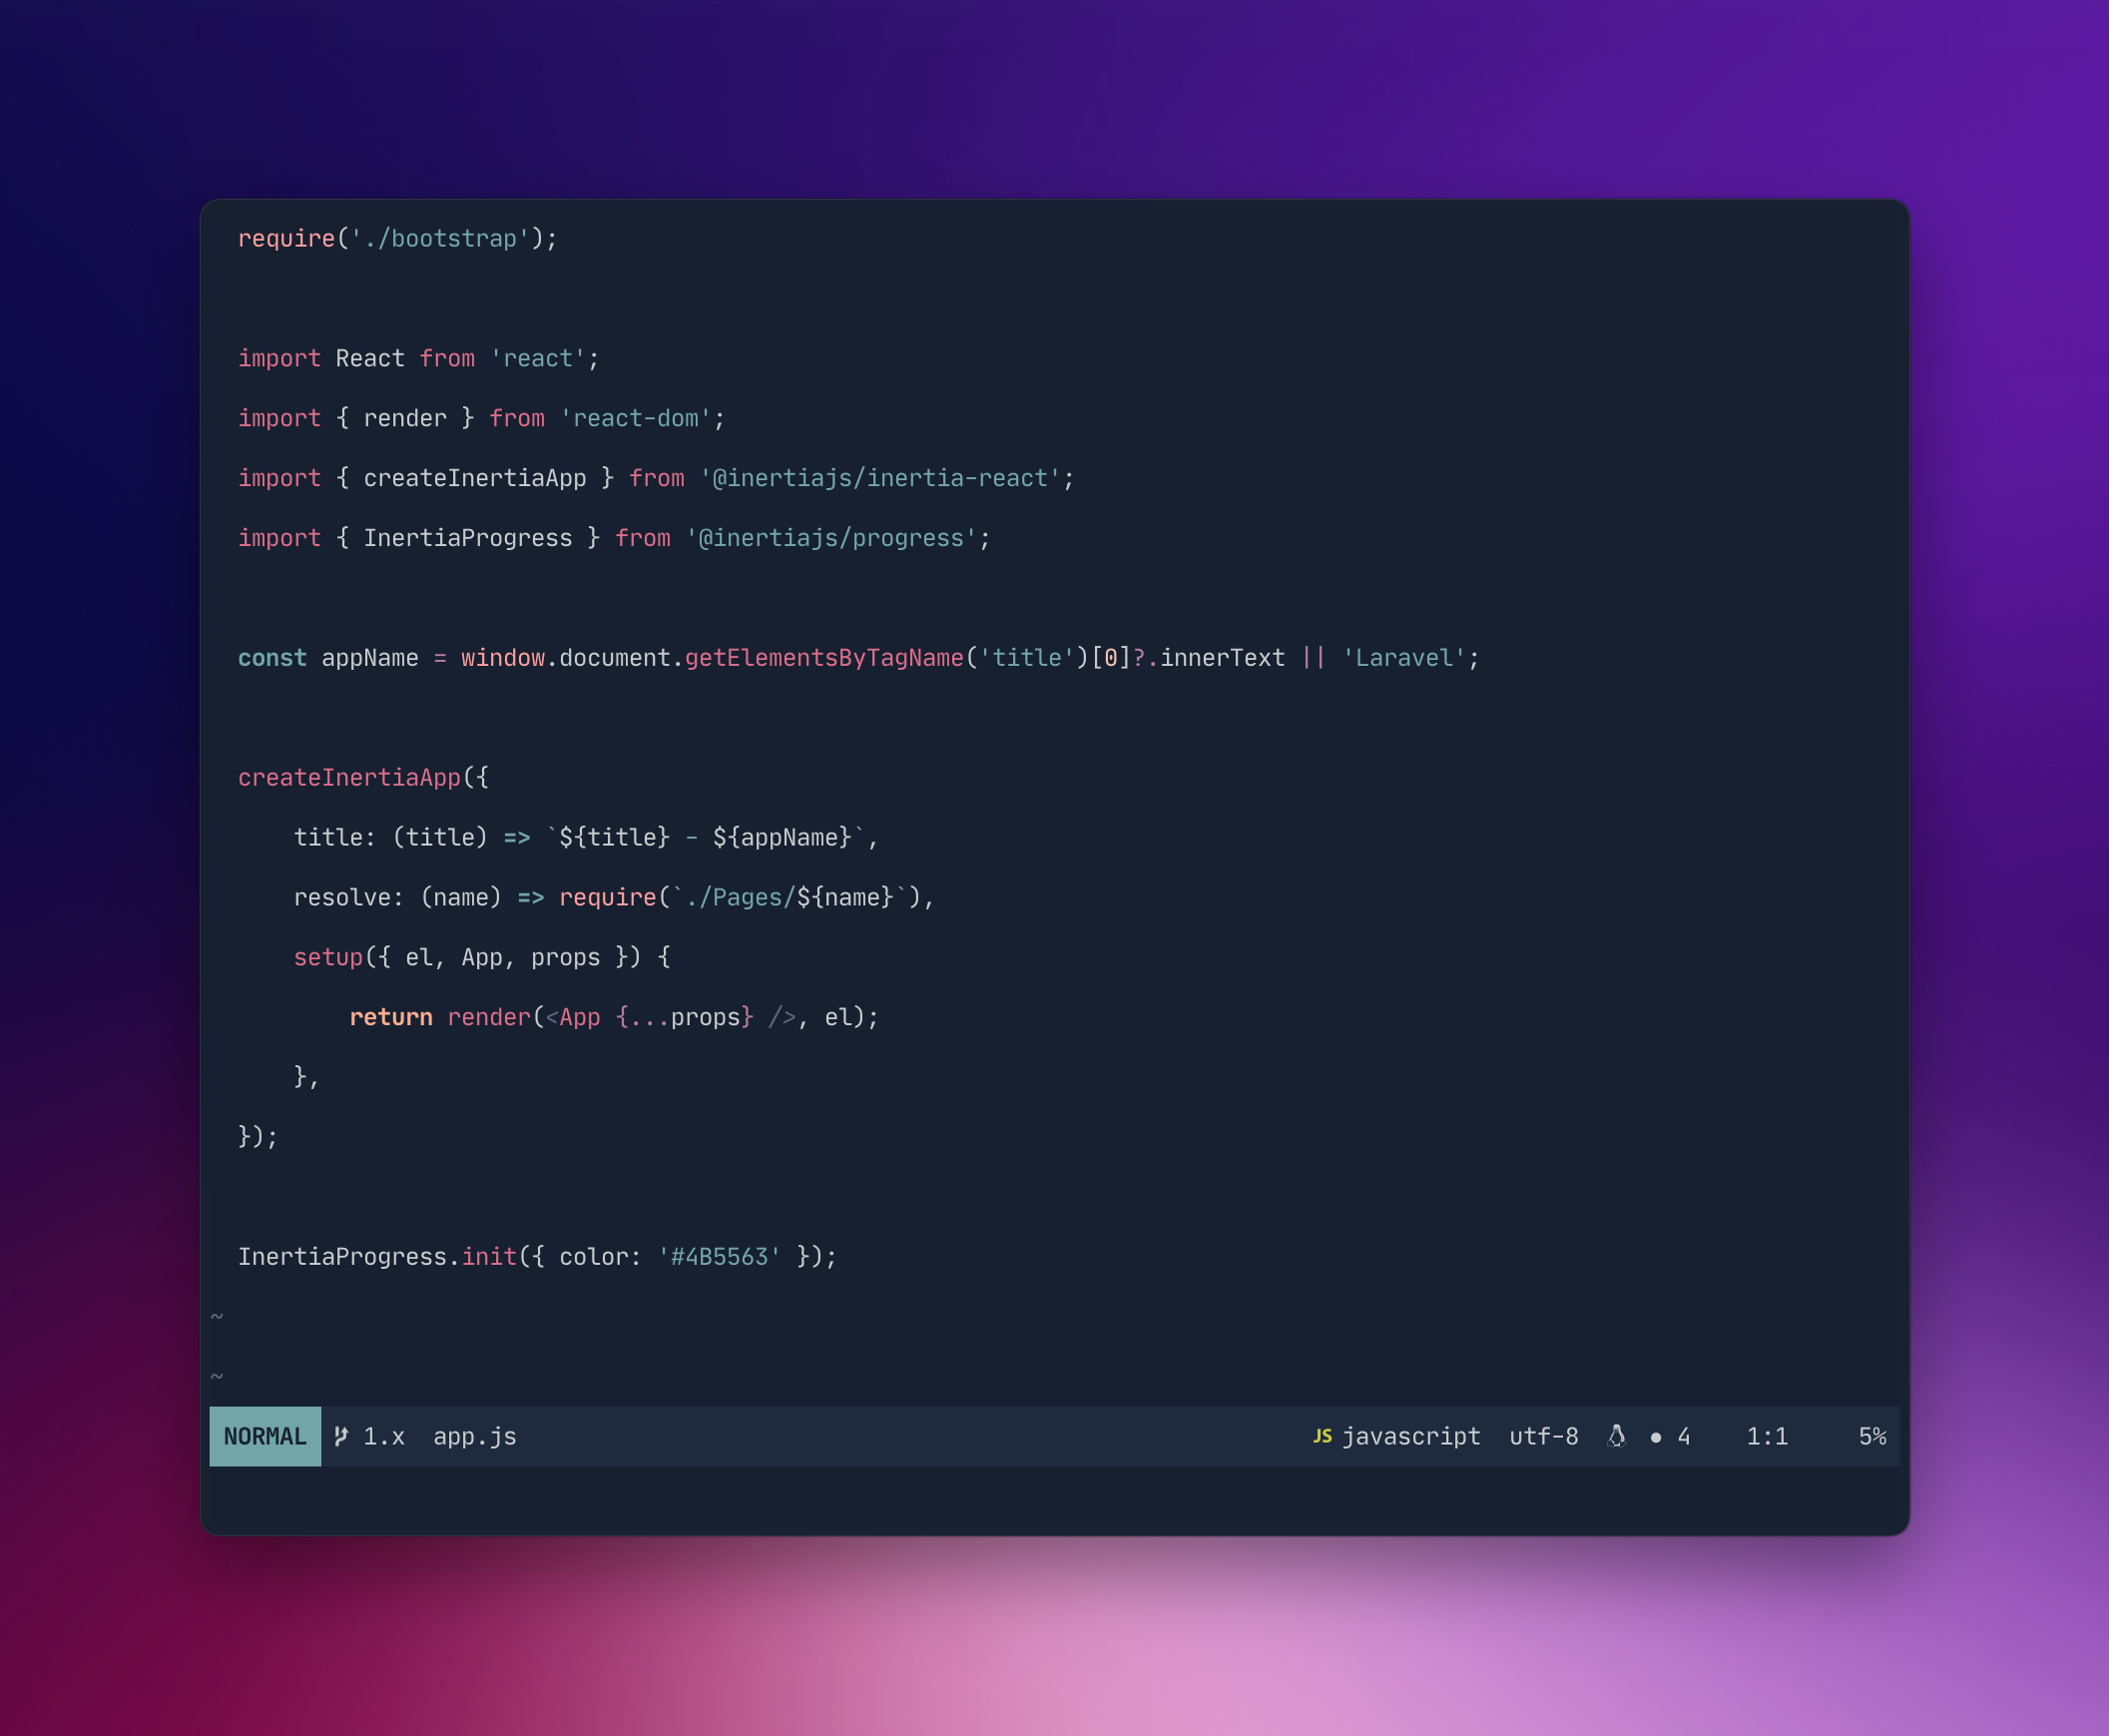 require('./bootstrap');
import React from 'react';
import { render } from 'react-dom';
import { createInertiaApp } from '@inertiajs/inertia-react';
import { InertiaProgress } from '@inertiajs/progress';
const appName = window.document.getElementsByTagName('title')[0]?.innerText || 'Laravel';
createInertiaApp({
    title: (title) => `${title} - ${appName}`,
    resolve: (name) => require(`./Pages/${name}`),
    setup({ el, App, props }) {
        return render(<App {...props} />, el);
    },
});
InertiaProgress.init({ color: '#4B5563' });
~
~
NORMAL 1.x app.js JS javascript utf-8 ● 4 1:1 5%